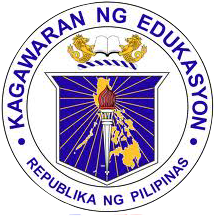 KAGAWARAN NG EDUKASYON
REPUBLIKA NG PILIPINAS